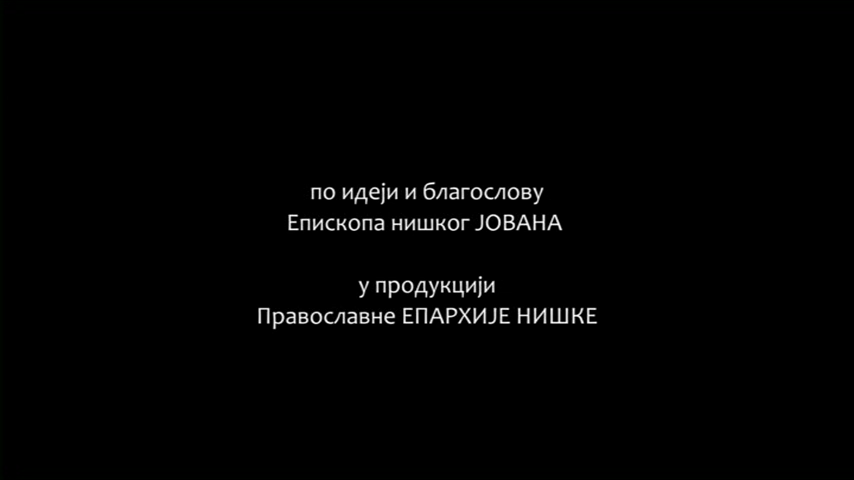 по идеји и благослову
Епископа нишког ЈОВАНА
у продукцији
Православне ЕПАРХИЈЕ НИШКЕ